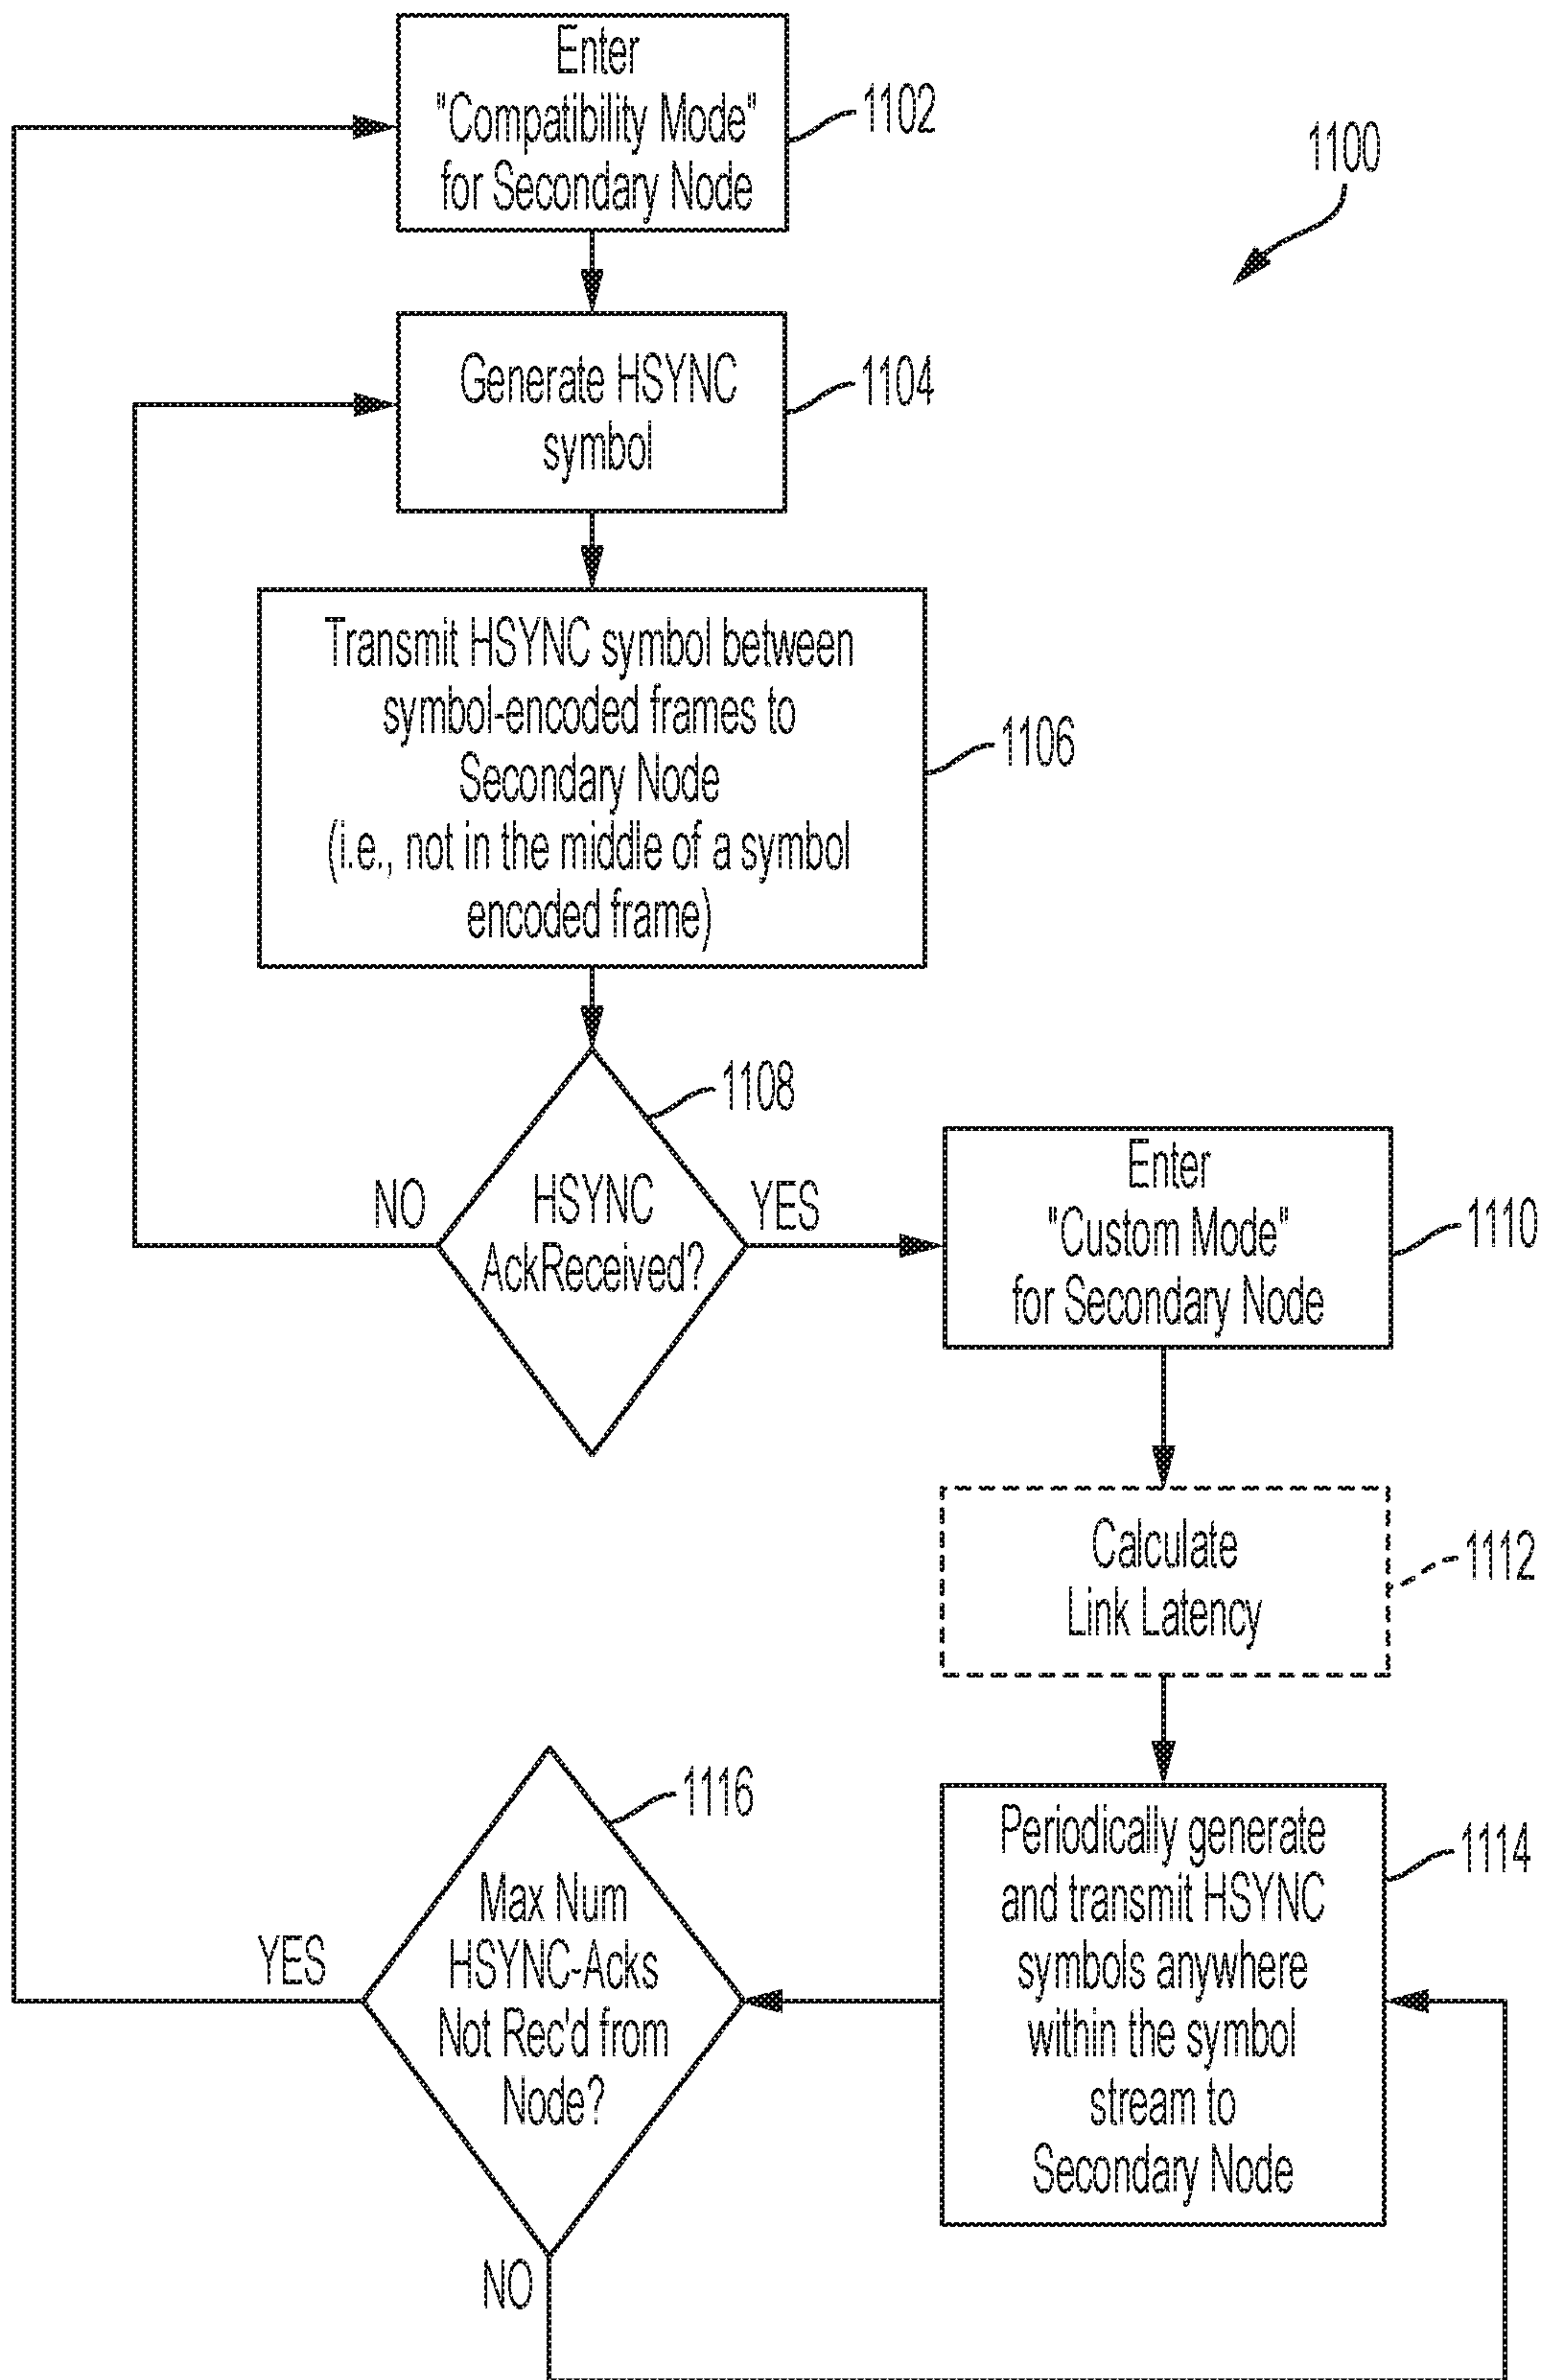 Enter
"Compatibility Mode"
for Secondary Node
1102
1100
Generate HSYNC
symbol
1104
Transmit HSYNC symbol between
symbol-encoded frames to
Secondary Node
(i.e., not in the middle of a symbol
encoded frame)
1106
1108
NO
HSYNC
AckReceived?
YES
Enter
"Custom Mode"
for Secondary Node
1110
Calculate
Link Latency
1112
1116
Max Num
HSYNC-Acks
Not Rec'd from
Node?
YES
NO
Periodically generate
and transmit HSYNC
symbols anywhere
within the symbol
stream to
Secondary Node
1114